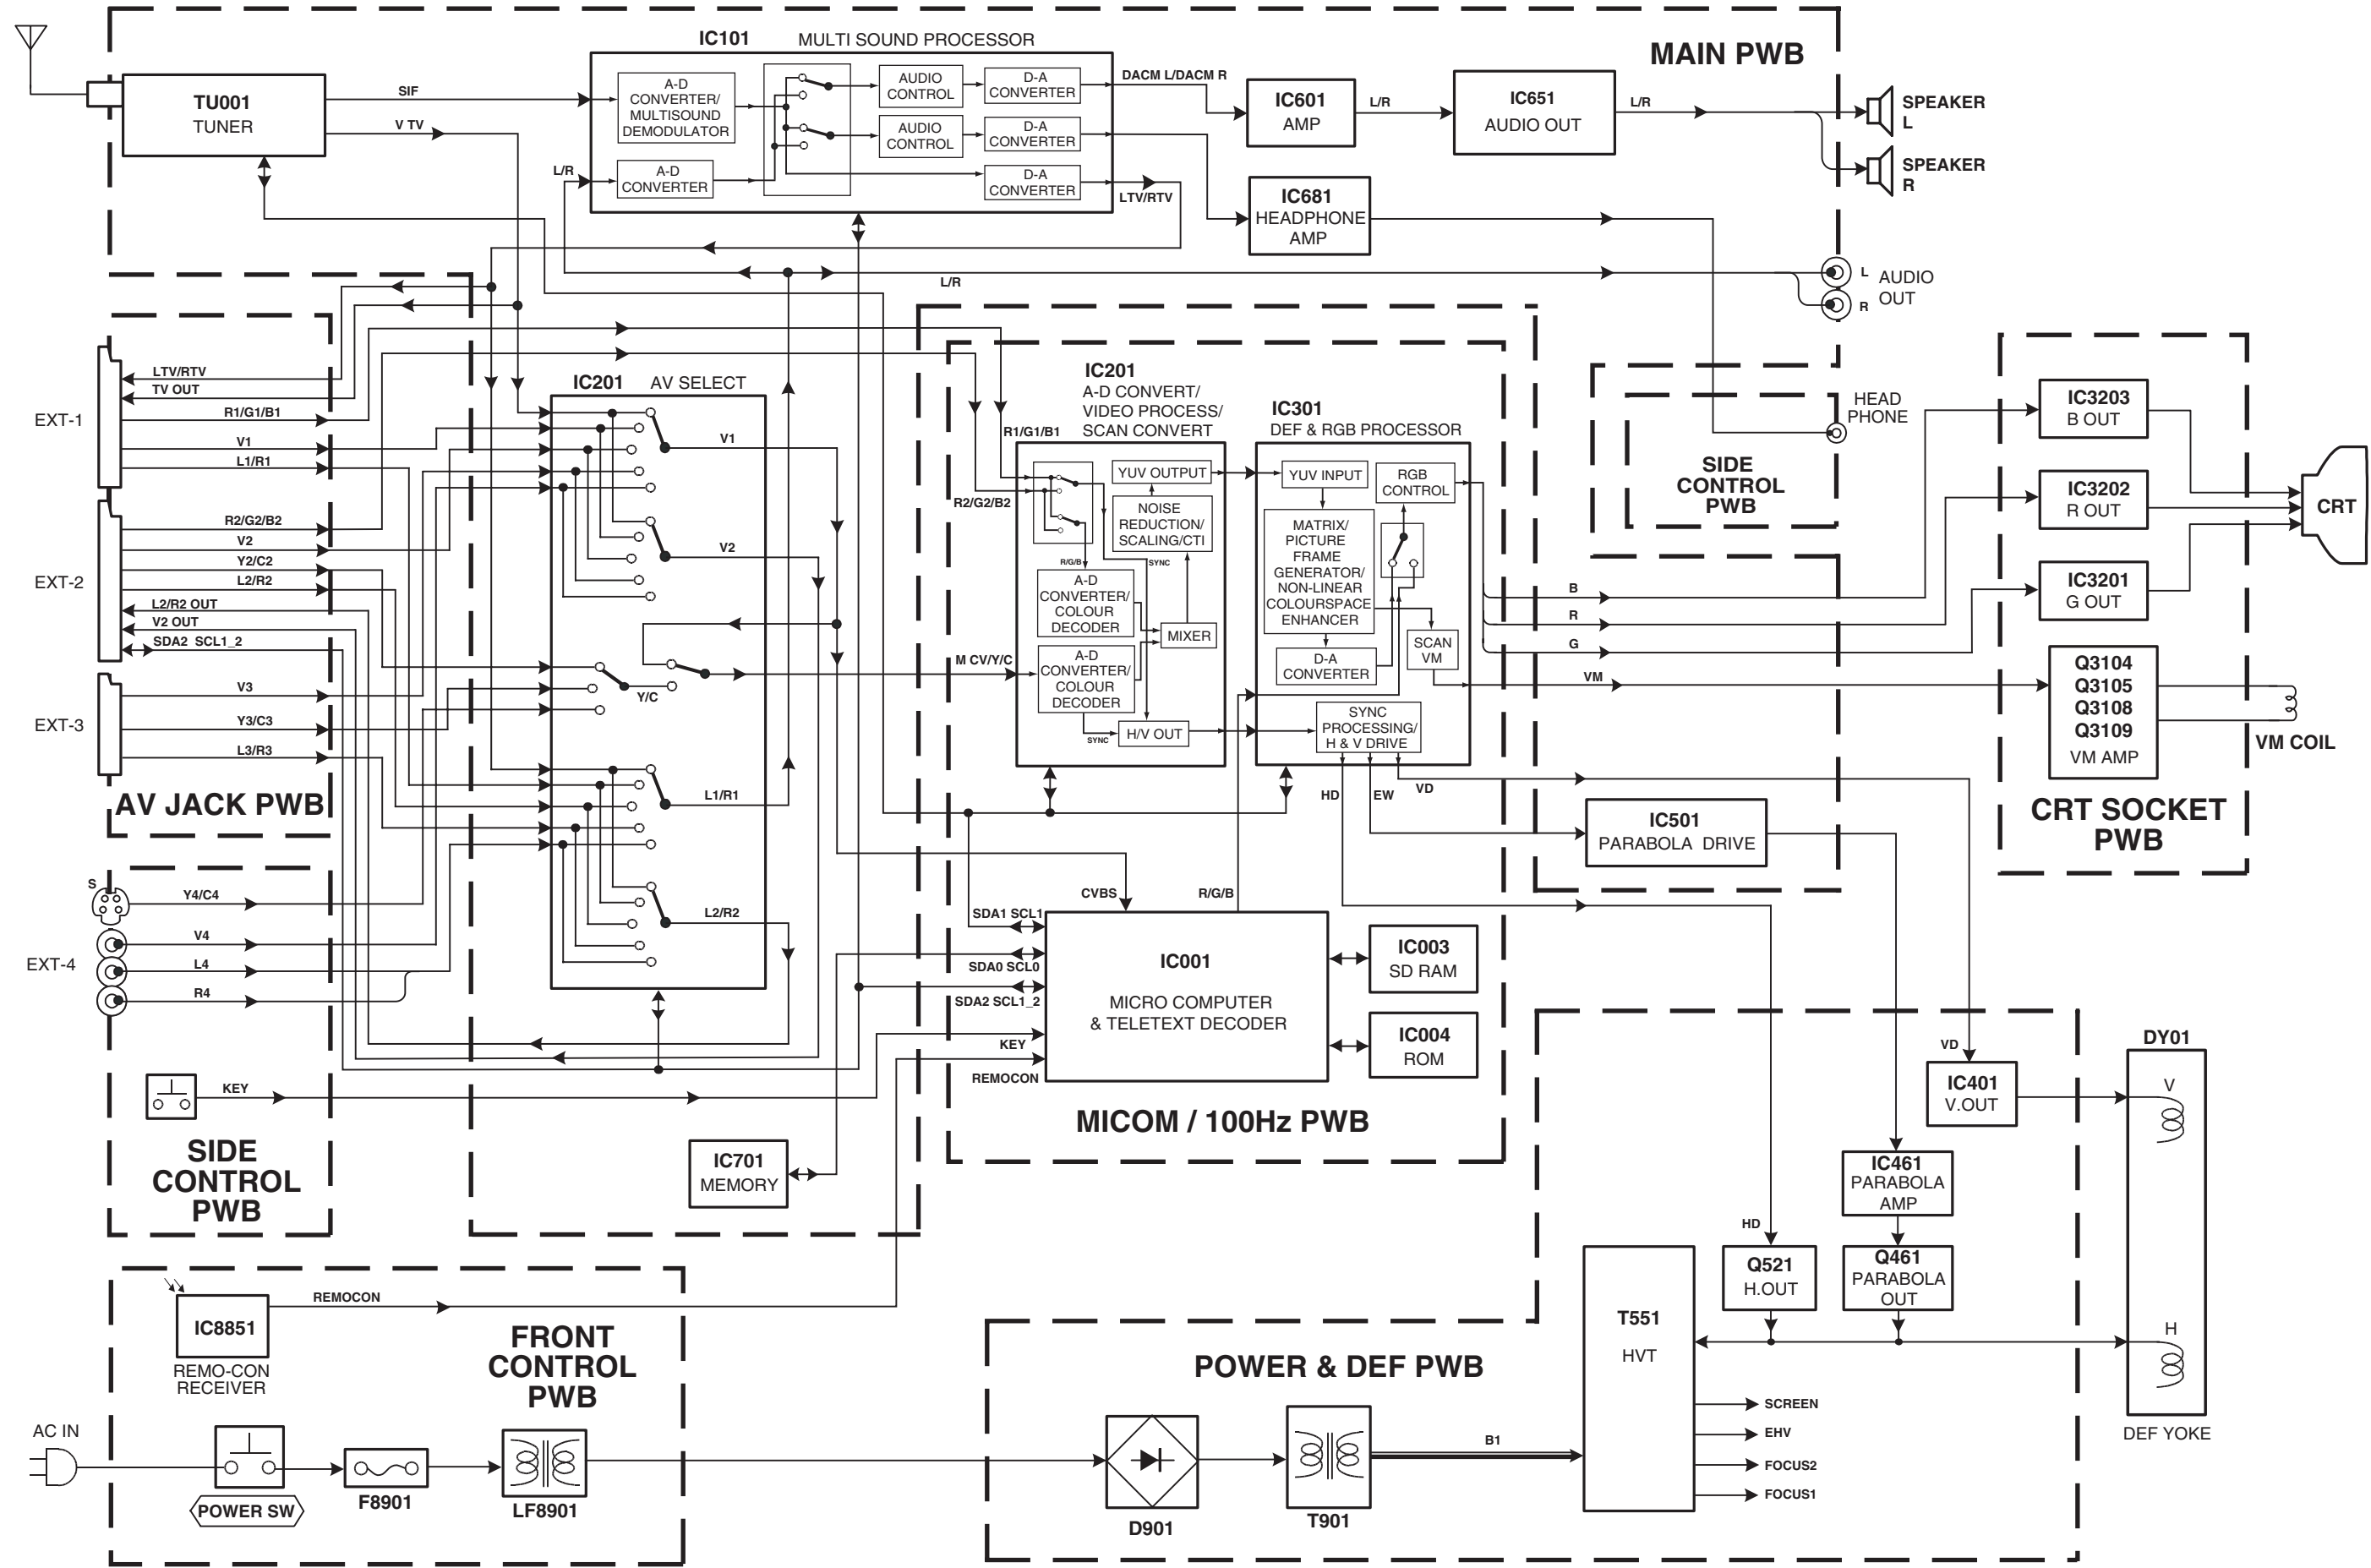 IC101 MULTI SOUND PROCESSOR
MAIN PWB
TU001
TUNER
SIF
V TV
A-D
CONVERTER/
MULTISOUND
DEMODULATOR
AUDIO
CONTROL
D-A
CONVERTER
AUDIO
CONTROL
D-A
CONVERTER
L/R
A-D
CONVERTER
D-A
CONVERTER
DACM L/DACM R
LTV/RTV
IC601
AMP
L/R
IC651
AUDIO OUT
L/R
SPEAKER
L
SPEAKER
R
IC681
HEADPHONE
AMP
L/R
L
R
AUDIO
OUT
HEAD
PHONE
SIDE
CONTROL
PWB
EXT-1
LTV/RTV
TV OUT
R1/G1/B1
V1
L1/R1
EXT-2
R2/G2/B2
V2
Y2/C2
L2/R2
L2/R2 OUT
V2 OUT
SDA2 SCL1_2
EXT-3
V3
Y3/C3
L3/R3
AV JACK PWB
EXT-4
S
Y4/C4
V4
L4
R4
KEY
SIDE
CONTROL
PWB
IC201 AV SELECT
V1
V2
Y/C
L1/R1
L2/R2
M CV/Y/C
IC701
MEMORY
IC201
A-D CONVERT/
VIDEO PROCESS/
SCAN CONVERT
R1/G1/B1
R2/G2/B2
YUV OUTPUT
NOISE
REDUCTION/
SCALING/CTI
R/G/B
SYNC
A-D
CONVERTER/
COLOUR
DECODER
MIXER
A-D
CONVERTER/
COLOUR
DECODER
SYNC
H/V OUT
IC301
DEF & RGB PROCESSOR
YUV INPUT
RGB
CONTROL
MATRIX/
PICTURE
FRAME
GENERATOR/
NON-LINEAR
COLOURSPACE
ENHANCER
SCAN
VM
D-A
CONVERTER
SYNC
PROCESSING/
H & V DRIVE
HD
EW
VD
B
R
G
VM
IC501
PARABOLA DRIVE
CVBS
R/G/B
SDA1 SCL1
SDA0 SCL0
SDA2 SCL1_2
KEY
REMOCON
IC001
MICRO COMPUTER
& TELETEXT DECODER
IC003
SD RAM
IC004
ROM
MICOM / 100Hz PWB
IC3203
B OUT
IC3202
R OUT
IC3201
G OUT
CRT
Q3104
Q3105
Q3108
Q3109
VM AMP
VM COIL
CRT SOCKET
PWB
VD
IC401
V.OUT
DY01
V
H
DEF YOKE
IC461
PARABOLA
AMP
HD
Q521
H.OUT
Q461
PARABOLA
OUT
T551
HVT
SCREEN
EHV
FOCUS2
FOCUS1
POWER & DEF PWB
D901
T901
B1
IC8851
REMO-CON
RECEIVER
REMOCON
FRONT
CONTROL
PWB
AC IN
POWER SW
F8901
LF8901